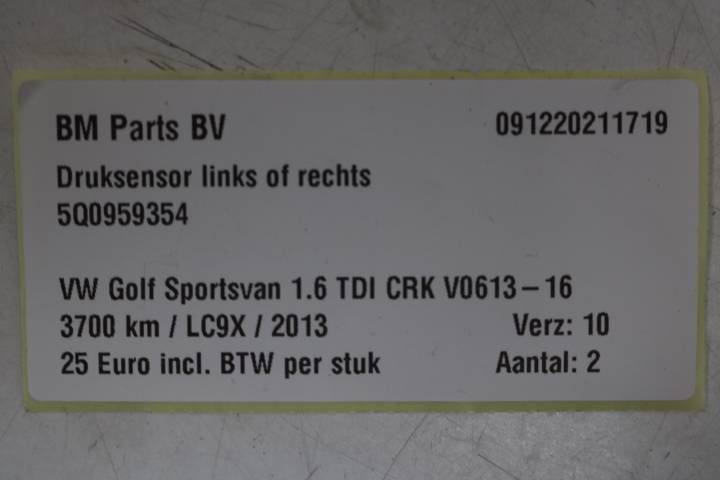 BM Parts BV 091220211719
Druksensor links of rechts
5Q0959354
VW Golf Sportsvan 1.6 TDI CRK V0613-16
3700 km / LC9X / 2013 Verz: 10
25 Euro incl. BTW per stuk Aantal: 2